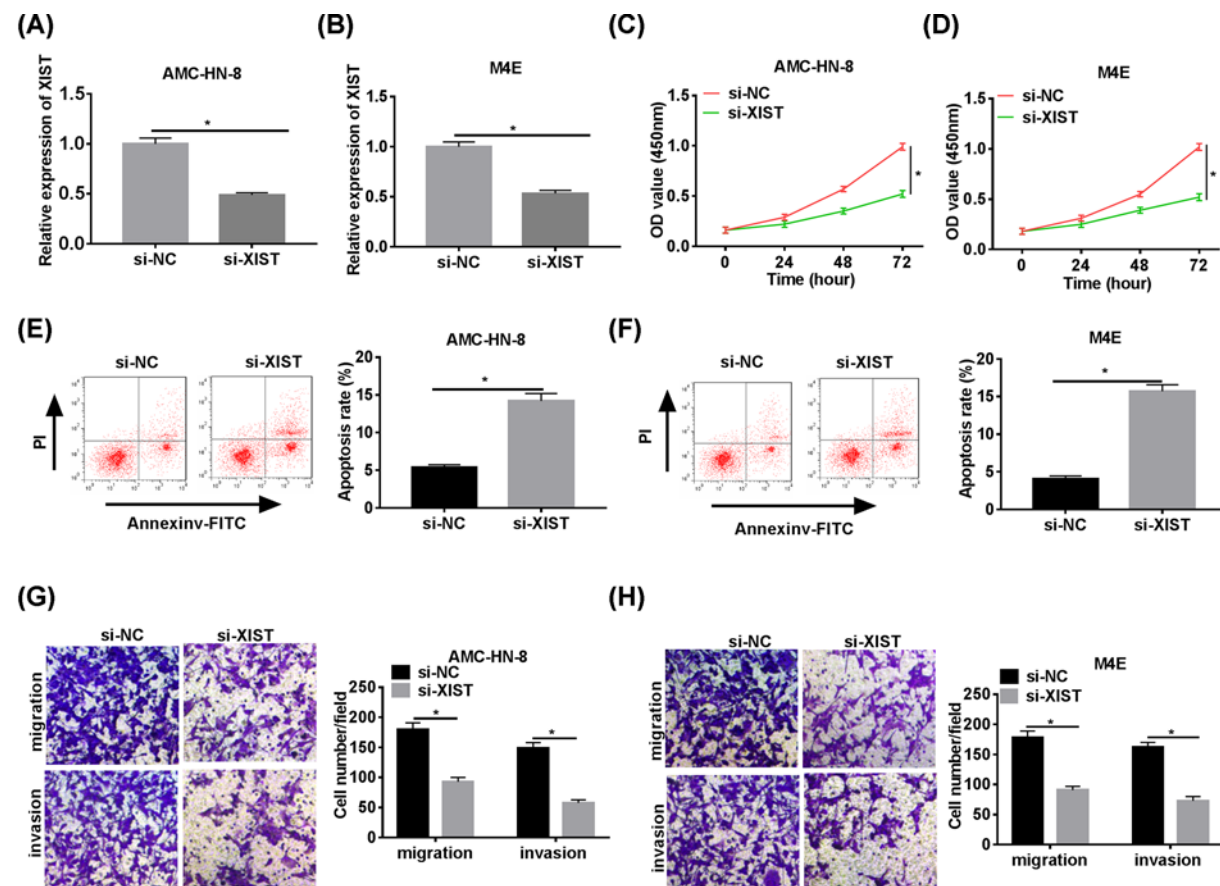 (A)
AMC-HN-8
Relative expression of XIST
1.5
1.0
0.5
0.0
*
si-NC
si-XIST
(B)
M4E
Relative expression of XIST
1.5
1.0
0.5
0.0
*
si-NC
si-XIST
(C)
AMC-HN-8
si-NC
si-XIST
OD value (450nm)
1.5
1.0
0.5
0.0
*
0 24 48 72
Time (hour)
(D)
M4E
si-NC
si-XIST
OD value (450nm)
1.5
1.0
0.5
0.0
*
0 24 48 72
Time (hour)
(E)
si-NC
si-XIST
PI
Annexinv-FITC
AMC-HN-8
Apoptosis rate (%)
20
15
10
5
0
*
si-NC
si-XIST
(F)
si-NC
si-XIST
PI
Annexinv-FITC
M4E
Apoptosis rate (%)
20
15
10
5
0
*
si-NC
si-XIST
(G)
si-NC
si-XIST
migration
invasion
AMC-HN-8
si-NC
si-XIST
Cell number/field
250
200
150
100
50
0
*
*
migration
invasion
(H)
si-NC
si-XIST
migration
invasion
M4E
si-NC
si-XIST
Cell number/field
250
200
150
100
50
0
*
*
migration
invasion